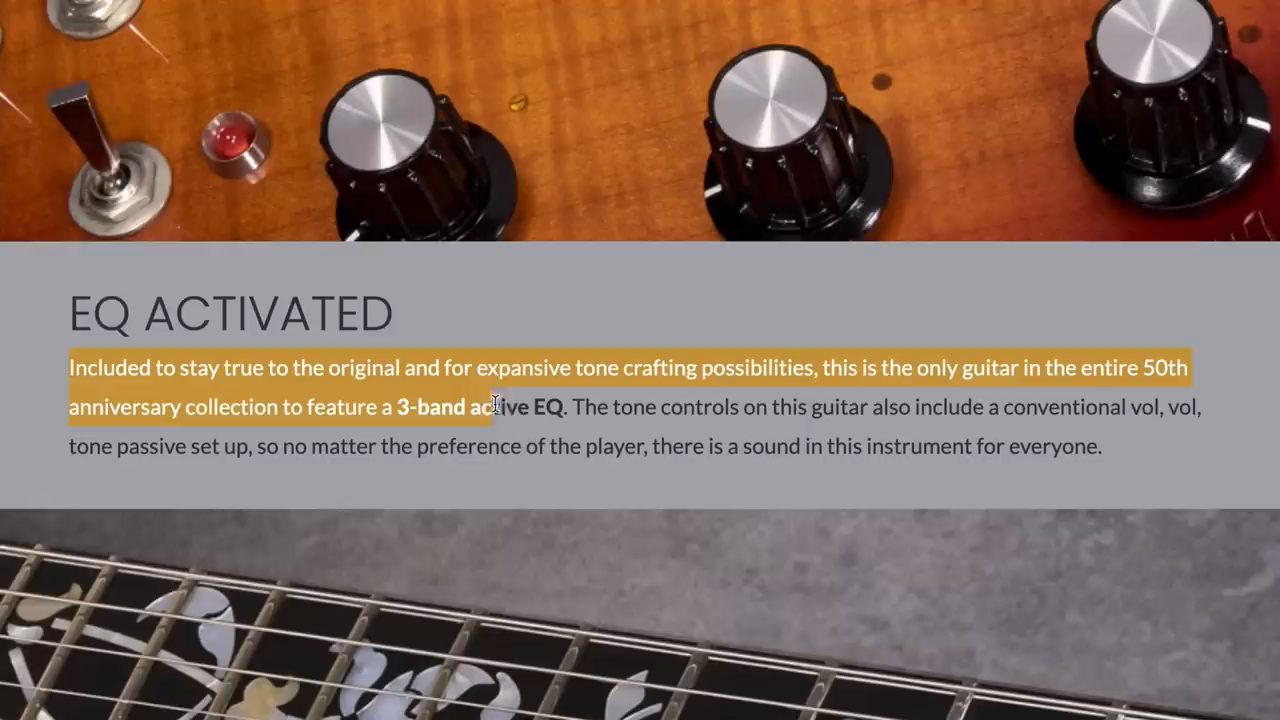 EQ ACTIVATED
Included to stay true to the original and for expansive tone crafting possibilities, this is the only guitar in the entire 50th
anniversary collection to feature a 3-band active EQ. The tone controls on this guitar also include a conventional vol, vol,
tone passive set up, so no matter the preference of the player, there is a sound in this instrument for everyone.